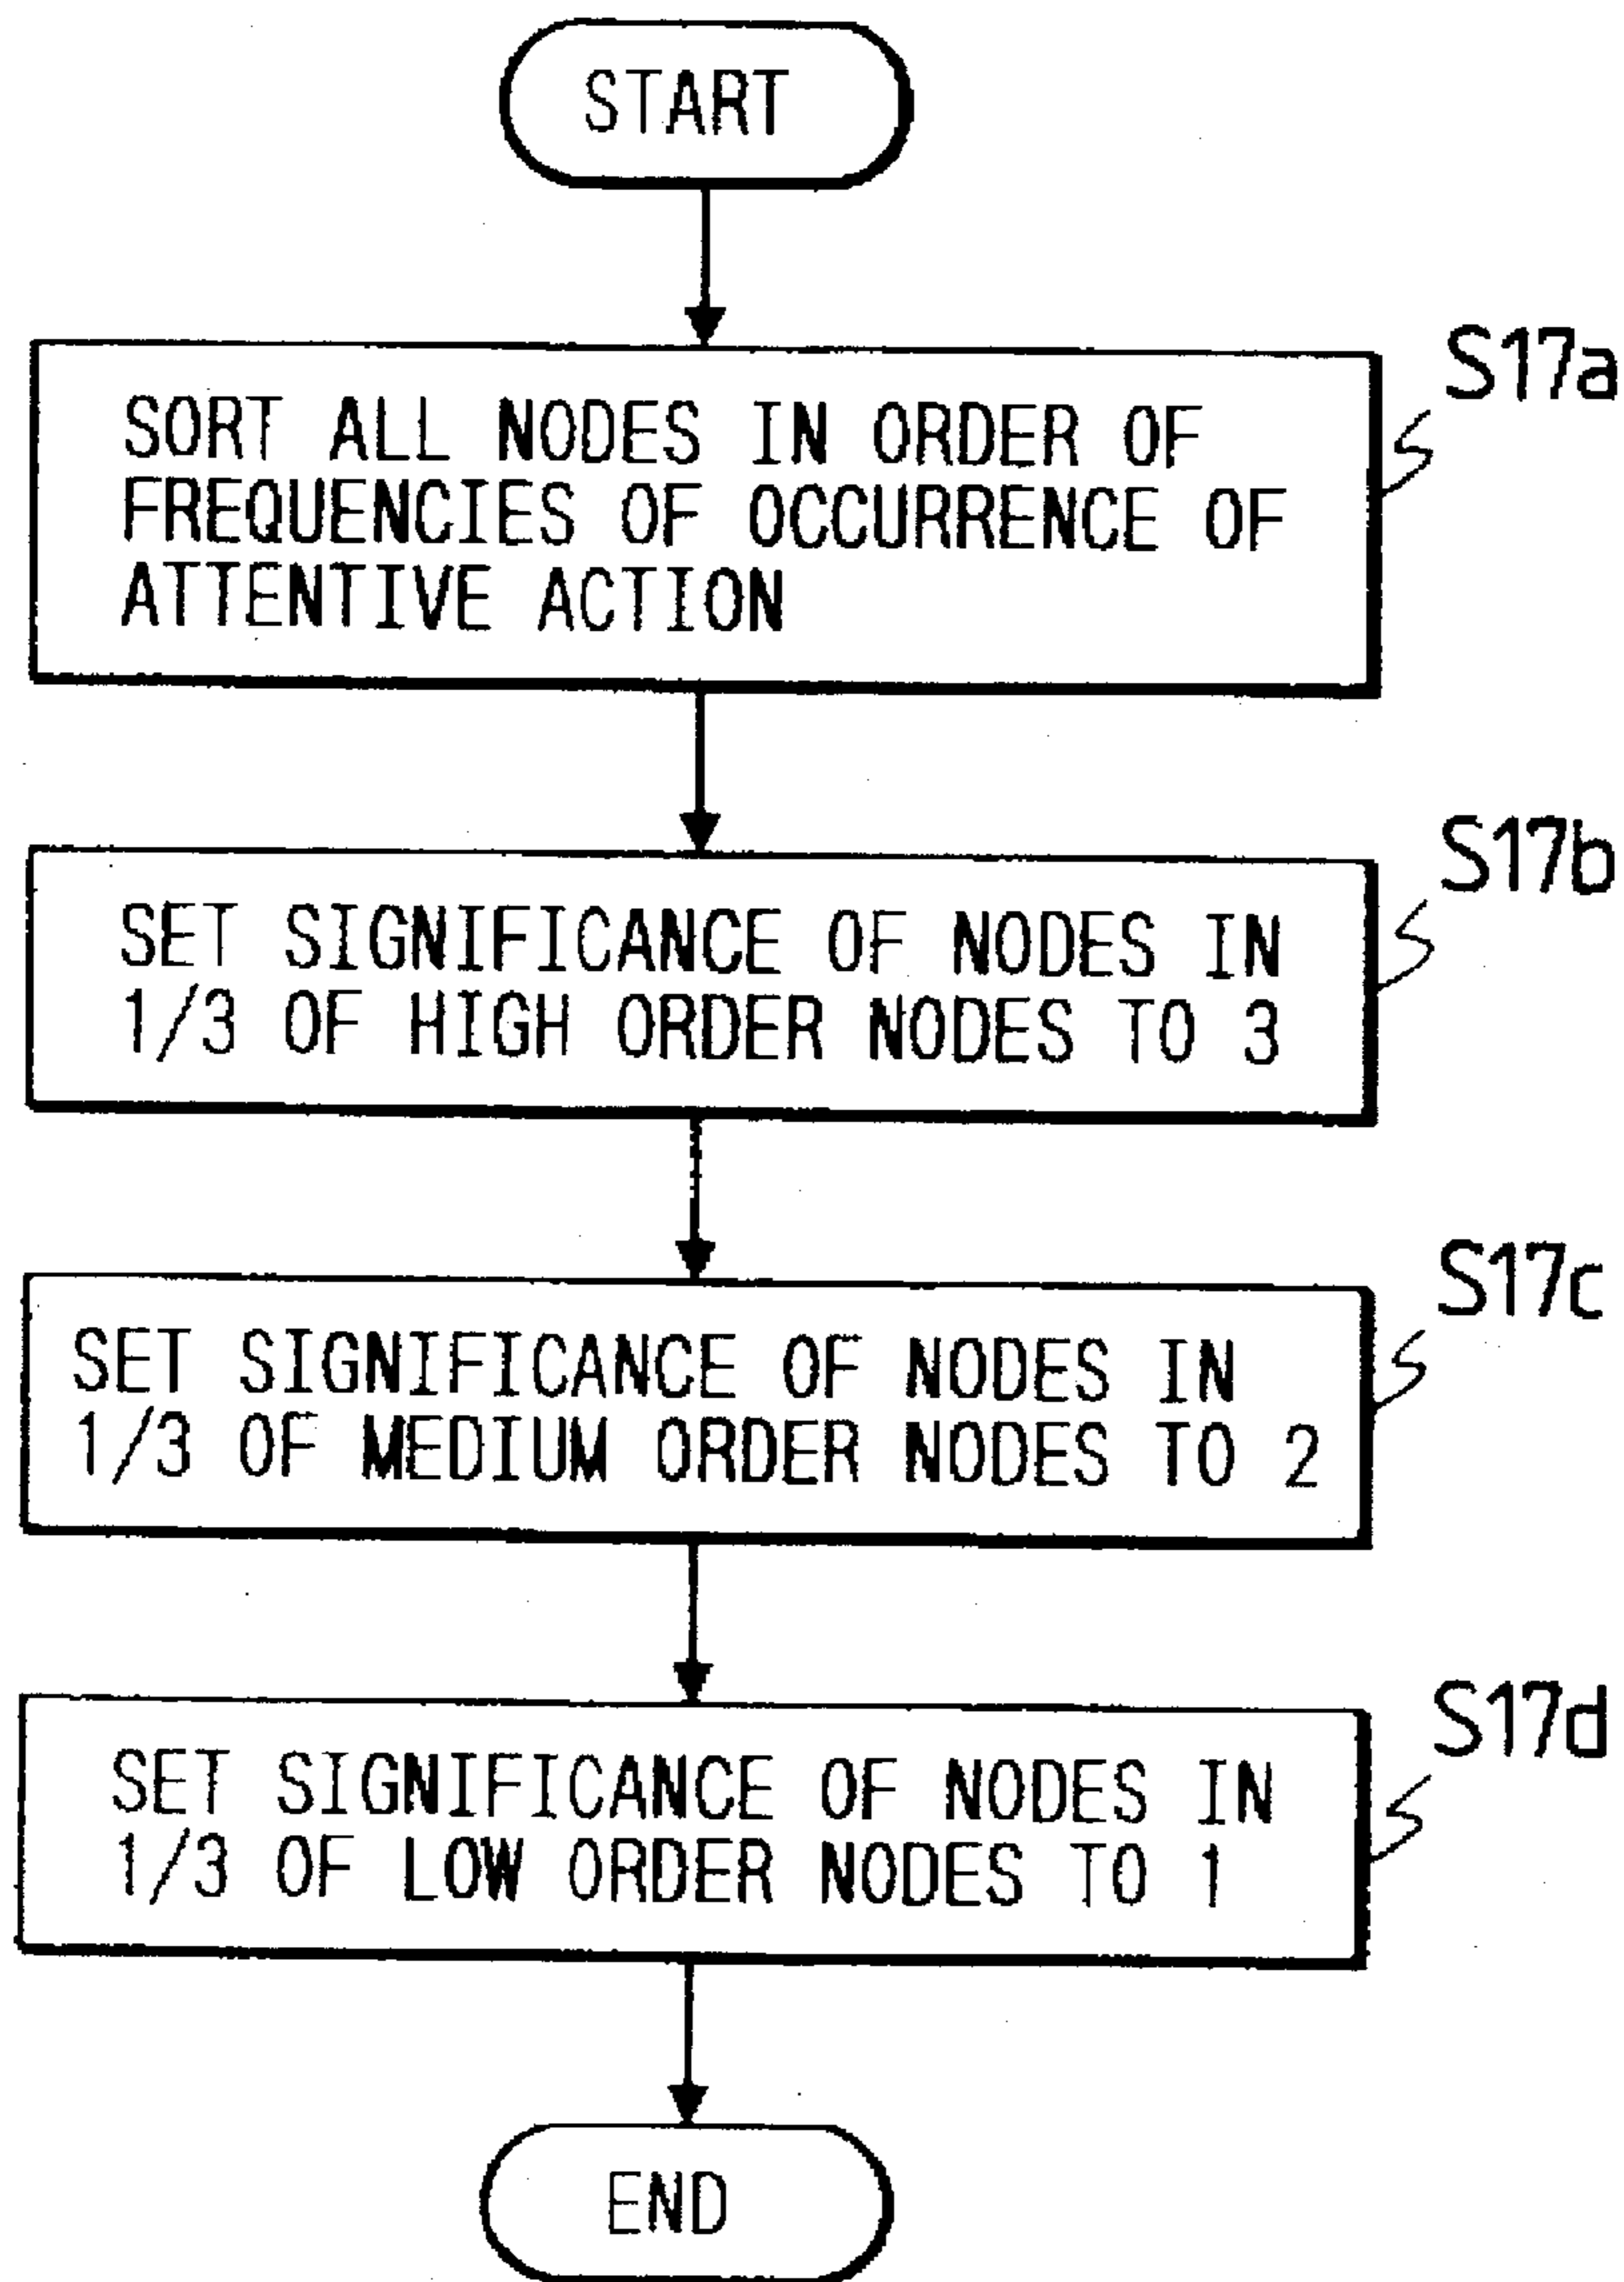 START
S17a
SORT ALL NODES IN ORDER OF
FREQUENCIES OF OCCURRENCE OF
ATTENTIVE ACTION
S17b
SET SIGNIFICANCE OF NODES IN
1/3 OF HIGH ORDER NODES TO 3
S17c
SET SIGNIFICANCE OF NODES IN
1/3 OF MEDIUM ORDER NODES TO 2
S17d
SET SIGNIFICANCE OF NODES IN
1/3 OF LOW ORDER NODES TO 1
END